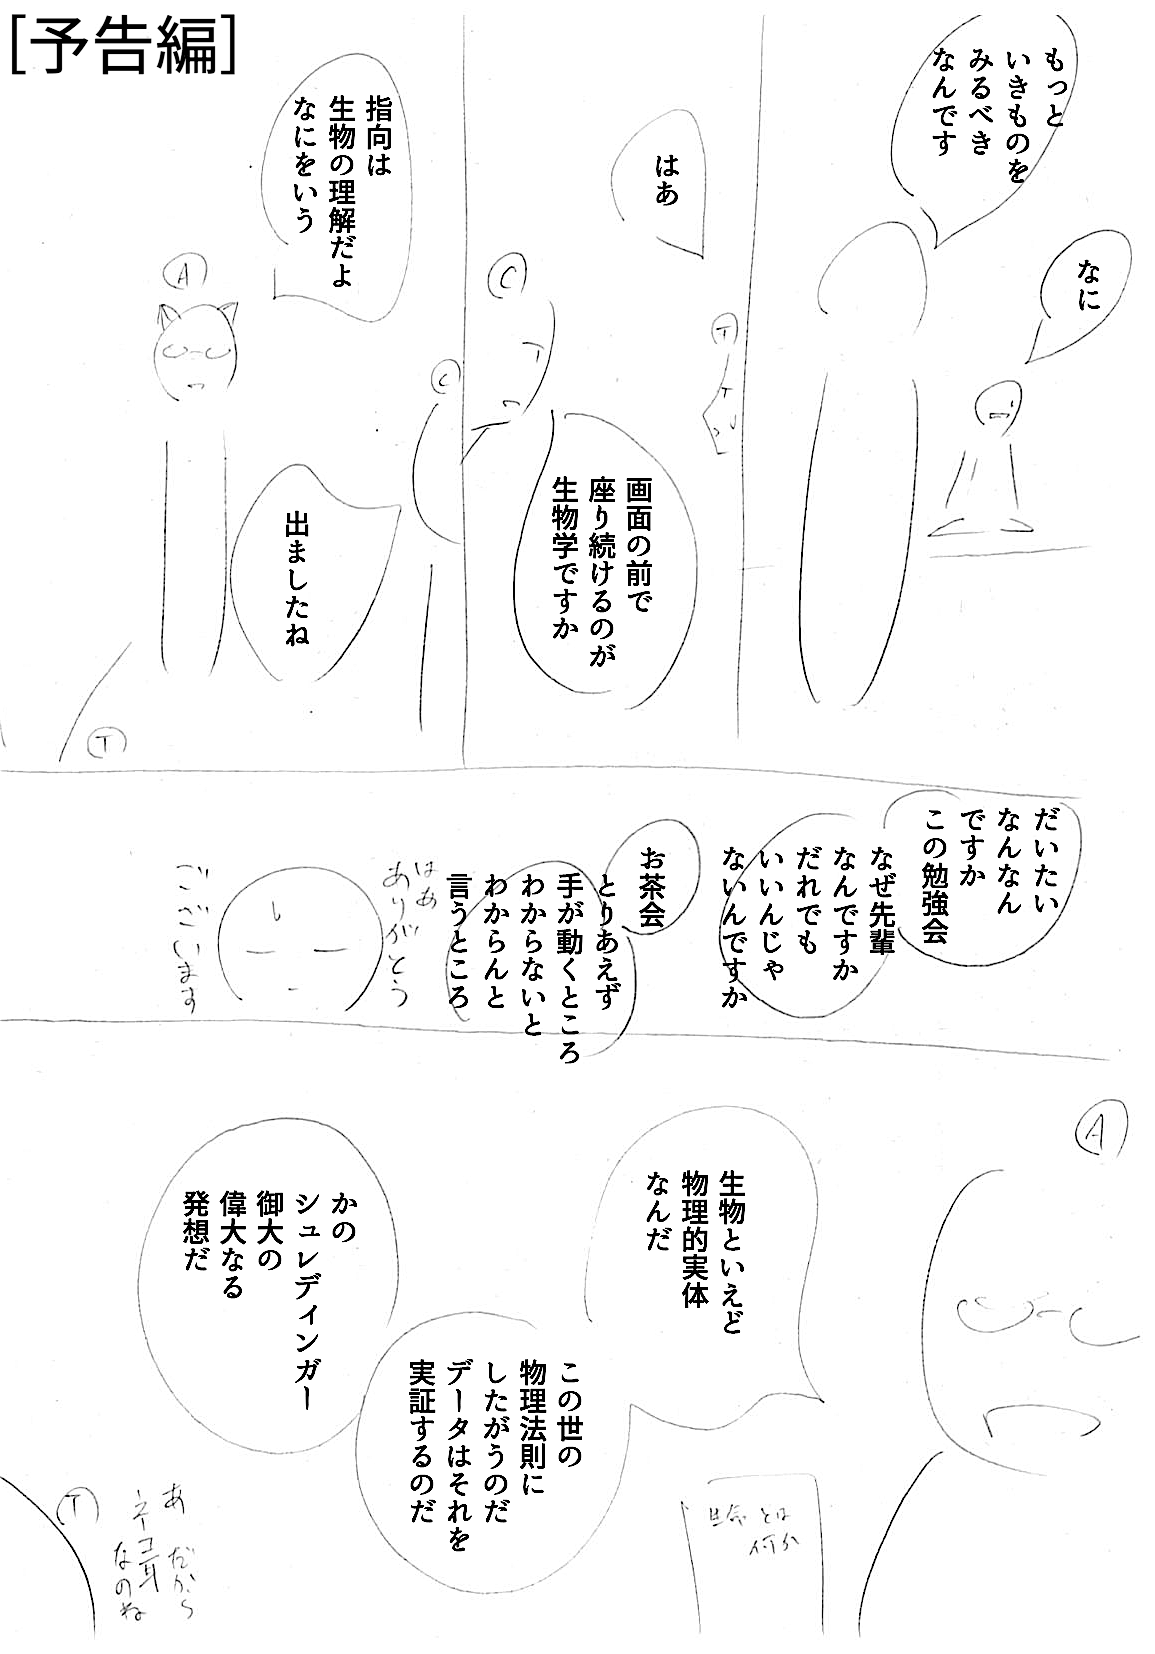 [予告編]
もっと
いきものを
みるべき
なんです
なに
はあ
T
C
画面の前で
座り続けるのが
生物学ですか
C
指向は
生物の理解だよ
なにをいう
A
出ましたね
T
だいたい
なんなん
ですか
この勉強会
なぜ先輩
なんですか
だれでも
いいんじゃ
ないんですか
お茶会
とりあえず
手が動くところ
わからないと
わからんと
言うところ
はあ
ありがとう
ございます
A
生物といえど
物理的実体
なんだ
この世の
物理法則に
したがうのだ
データはそれを
実証するのだ
かの
シュレディンガー
御大の
偉大なる
発想だ
生命とは
何か
あ だから
ネコ耳
なのね
T